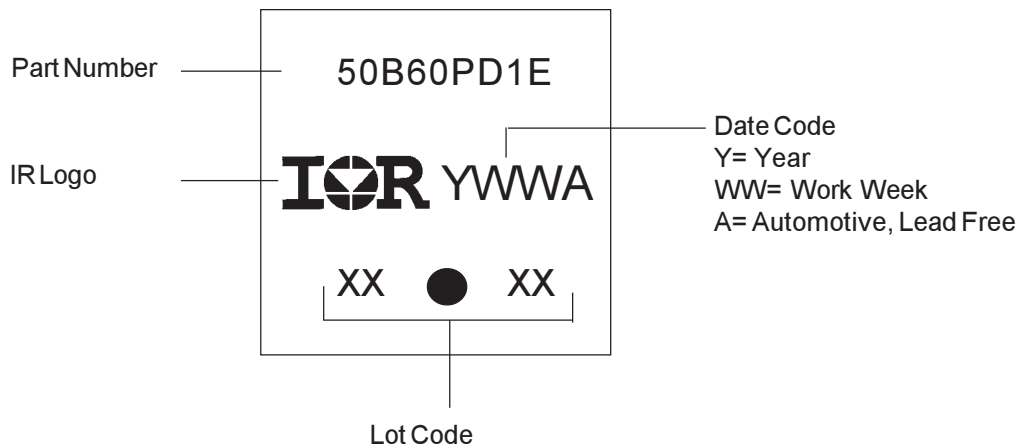 Part Number
50B60PD1E
IR Logo
IOR YWWA
Date Code
Y= Year
WW= Work Week
A= Automotive, Lead Free
XX XX
Lot Code